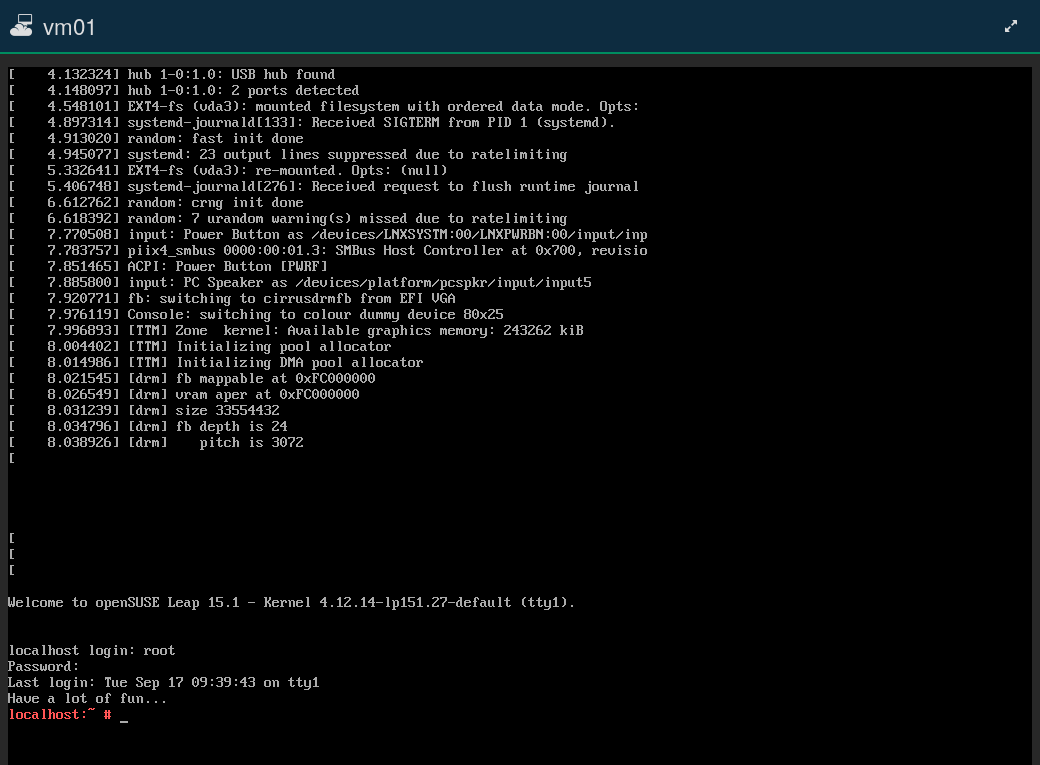 vm01
[    4.132324] hub 1-0:1.0: USB hub found
[    4.148097] hub 1-0:1.0: 2 ports detected
[    4.548101] EXT4-fs (vda3): mounted filesystem with ordered data mode. Opts:
[    4.897314] systemd-journald[133]: Received SIGTERM from PID 1 (systemd).
[    4.913020] random: fast init done
[    4.945077] systemd: 23 output lines suppressed due to ratelimiting
[    5.332641] EXT4-fs (vda3): re-mounted. Opts: (null)
[    5.406748] systemd-journald[276]: Received request to flush runtime journal
[    6.612762] random: crng init done
[    6.618392] random: 7 urandom warning(s) missed due to ratelimiting
[    7.770508] input: Power Button as /devices/LNXSYSTM:00/LNXPWRBN:00/input/inp
[    7.783757] piix4_smbus 0000:00:01.3: SMBus Host Controller at 0x700, revisio
[    7.851465] ACPI: Power Button [PWRF]
[    7.885800] input: PC Speaker as /devices/platform/pcspkr/input/input5
[    7.920771] fb: switching to cirrusdrmfb from EFI VGA
[    7.976119] Console: switching to colour dummy device 80x25
[    7.996893] [TTM] Zone  kernel: Available graphics memory: 243262 kiB
[    8.004402] [TTM] Initializing pool allocator
[    8.014986] [TTM] Initializing DMA pool allocator
[    8.021545] [drm] fb mappable at 0xFC000000
[    8.026549] [drm] vram aper at 0xFC000000
[    8.031239] [drm] size 33554432
[    8.034796] [drm] fb depth is 24
[    8.038926] [drm]    pitch is 3072
[
[
[
[
Welcome to openSUSE Leap 15.1 - Kernel 4.12.14-lp151.27-default (tty1).
localhost login: root
Password:
Last login: Tue Sep 17 09:39:43 on tty1
Have a lot of fun...
localhost:~ # _